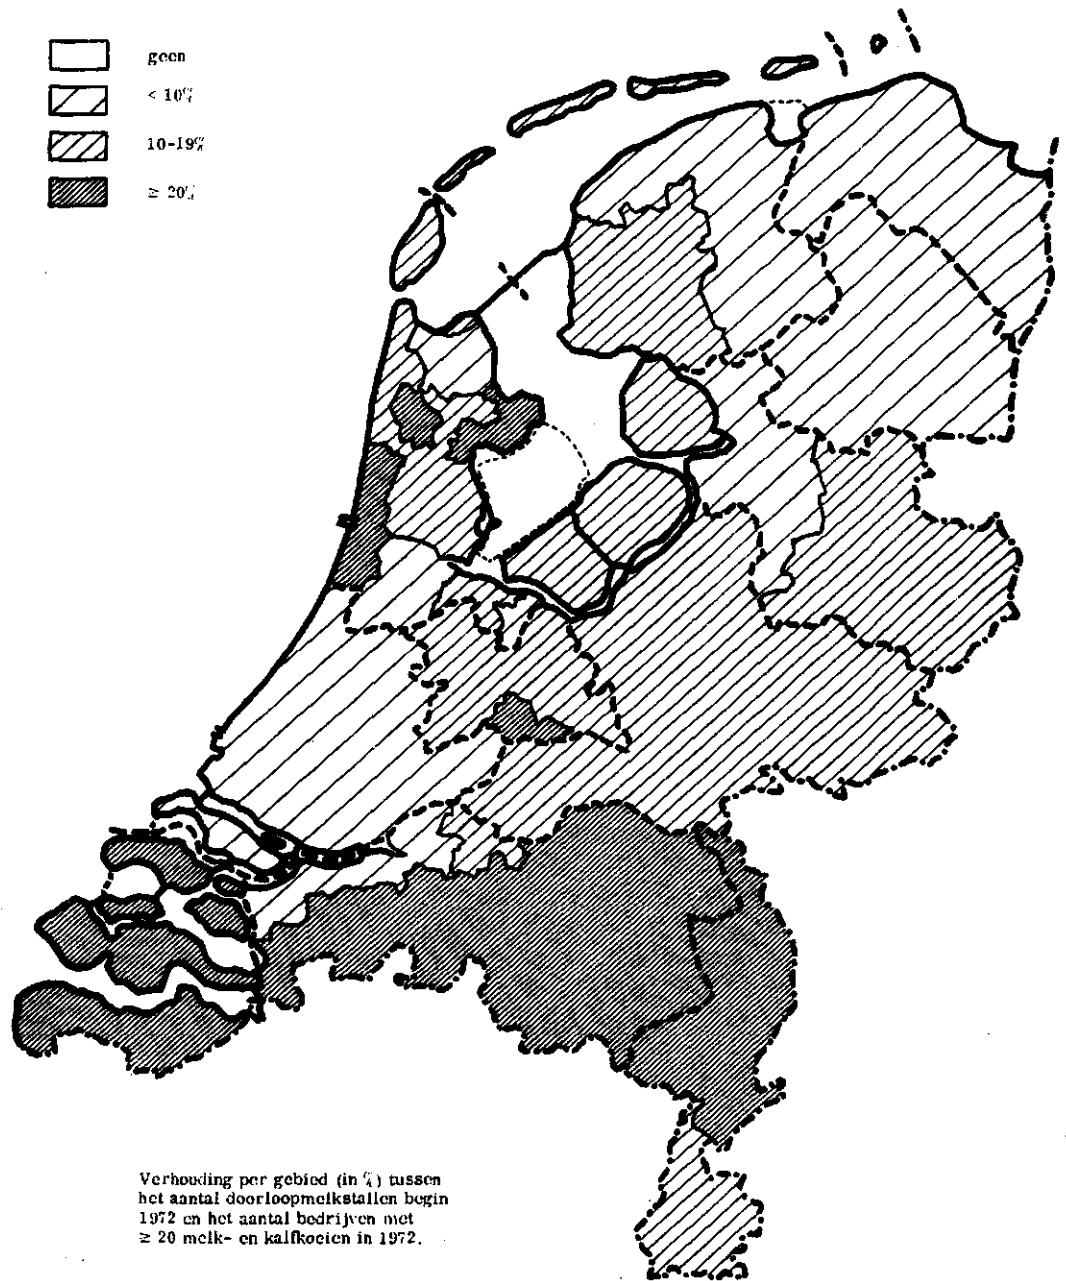 geen
< 10%
10-19%
≥ 20%
Verhouding per gebied (in %) tussen
het aantal doorloopmelkstallen begin
1972 en het aantal bedrijven met
≥ 20 melk- en kalfkoeien in 1972.